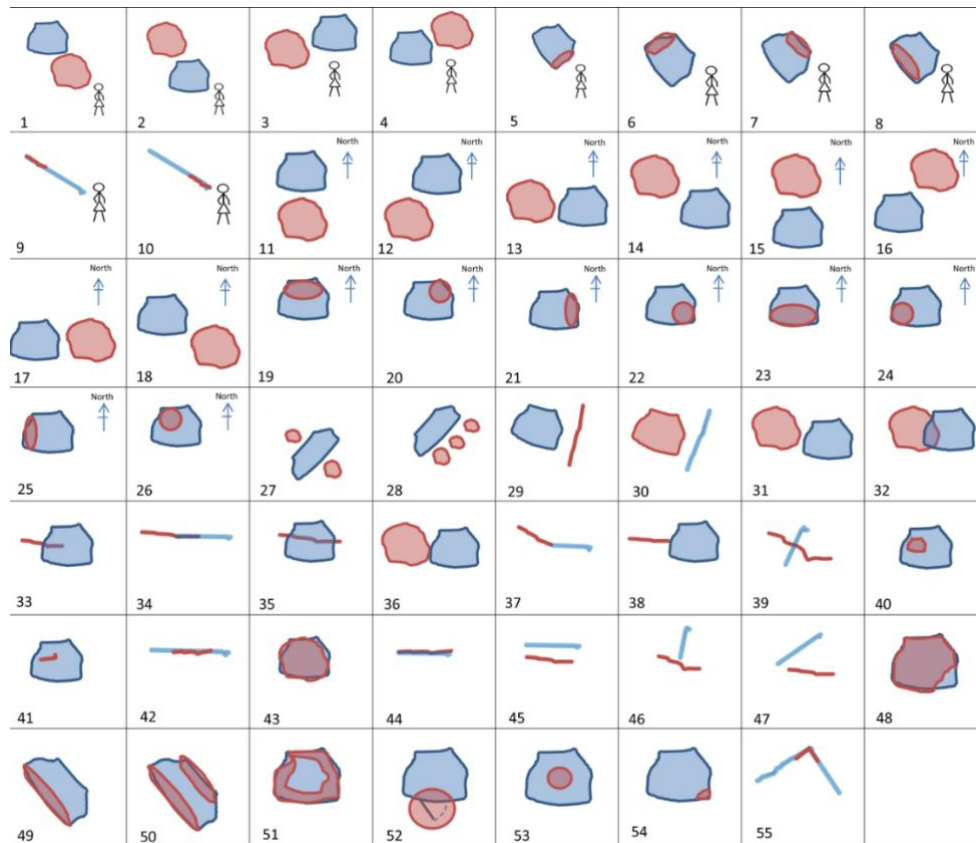 1 2 3 4 5 6 7 8
North North North North North North
9 10 11 12 13 14 15 16
North North North North North North North North
17 18 19 20 21 22 23 24
North North
25 26 27 28 29 30 31 32
33 34 35 36 37 38 39 40
41 42 43 44 45 46 47 48
49 50 51 52 53 54 55